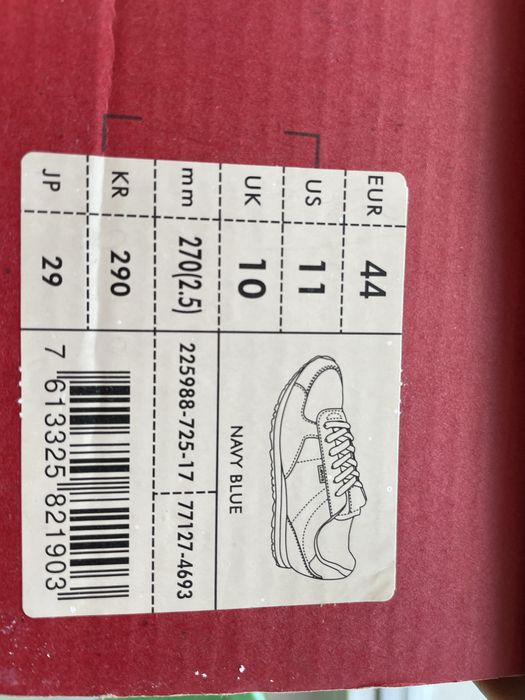 EUR 44
US 11
UK 10
mm 270(2.5)
KR 290
JP 29
NAVY BLUE
225988-725-17 77127-4693
7 613325 821903